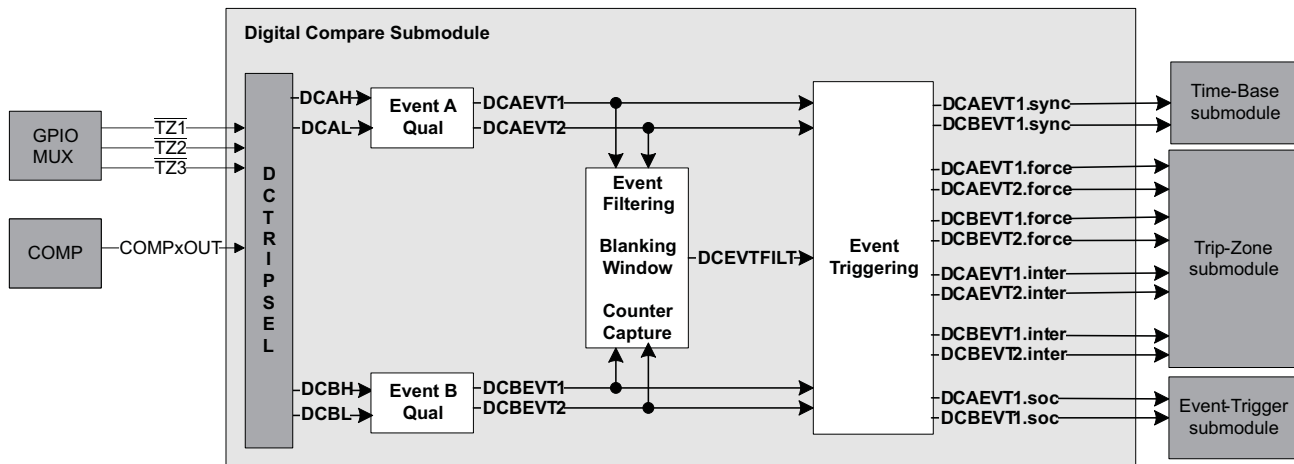 Digital Compare Submodule
GPIO
MUX
TZ1
TZ2
TZ3
COMP
COMPxOUT
D
C
T
R
I
P
S
E
L
DCAH
DCAL
Event A
Qual
DCAEVT1
DCAEVT2
Event
Filtering
Blanking
Window
Counter
Capture
DCEVTFILT
DCBH
DCBL
Event B
Qual
DCBEVT1
DCBEVT2
Event
Triggering
DCAEVT1.sync
DCBEVT1.sync
DCAEVT1.force
DCAEVT2.force
DCBEVT1.force
DCBEVT2.force
DCAEVT1.inter
DCAEVT2.inter
DCBEVT1.inter
DCBEVT2.inter
DCAEVT1.soc
DCBEVT1.soc
Time-Base
submodule
Trip-Zone
submodule
Event-Trigger
submodule